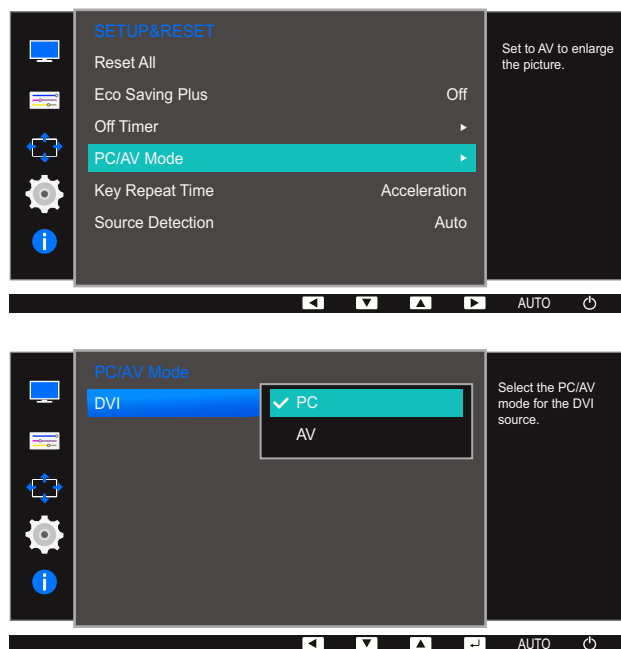 SETUP&RESET
Reset All
Eco Saving Plus Off
Off Timer
PC/AV Mode
Key Repeat Time Acceleration
Source Detection Auto
Set to AV to enlarge
the picture.
AUTO
PC/AV Mode
DVI
PC
AV
Select the PC/AV
mode for the DVI
source.
AUTO